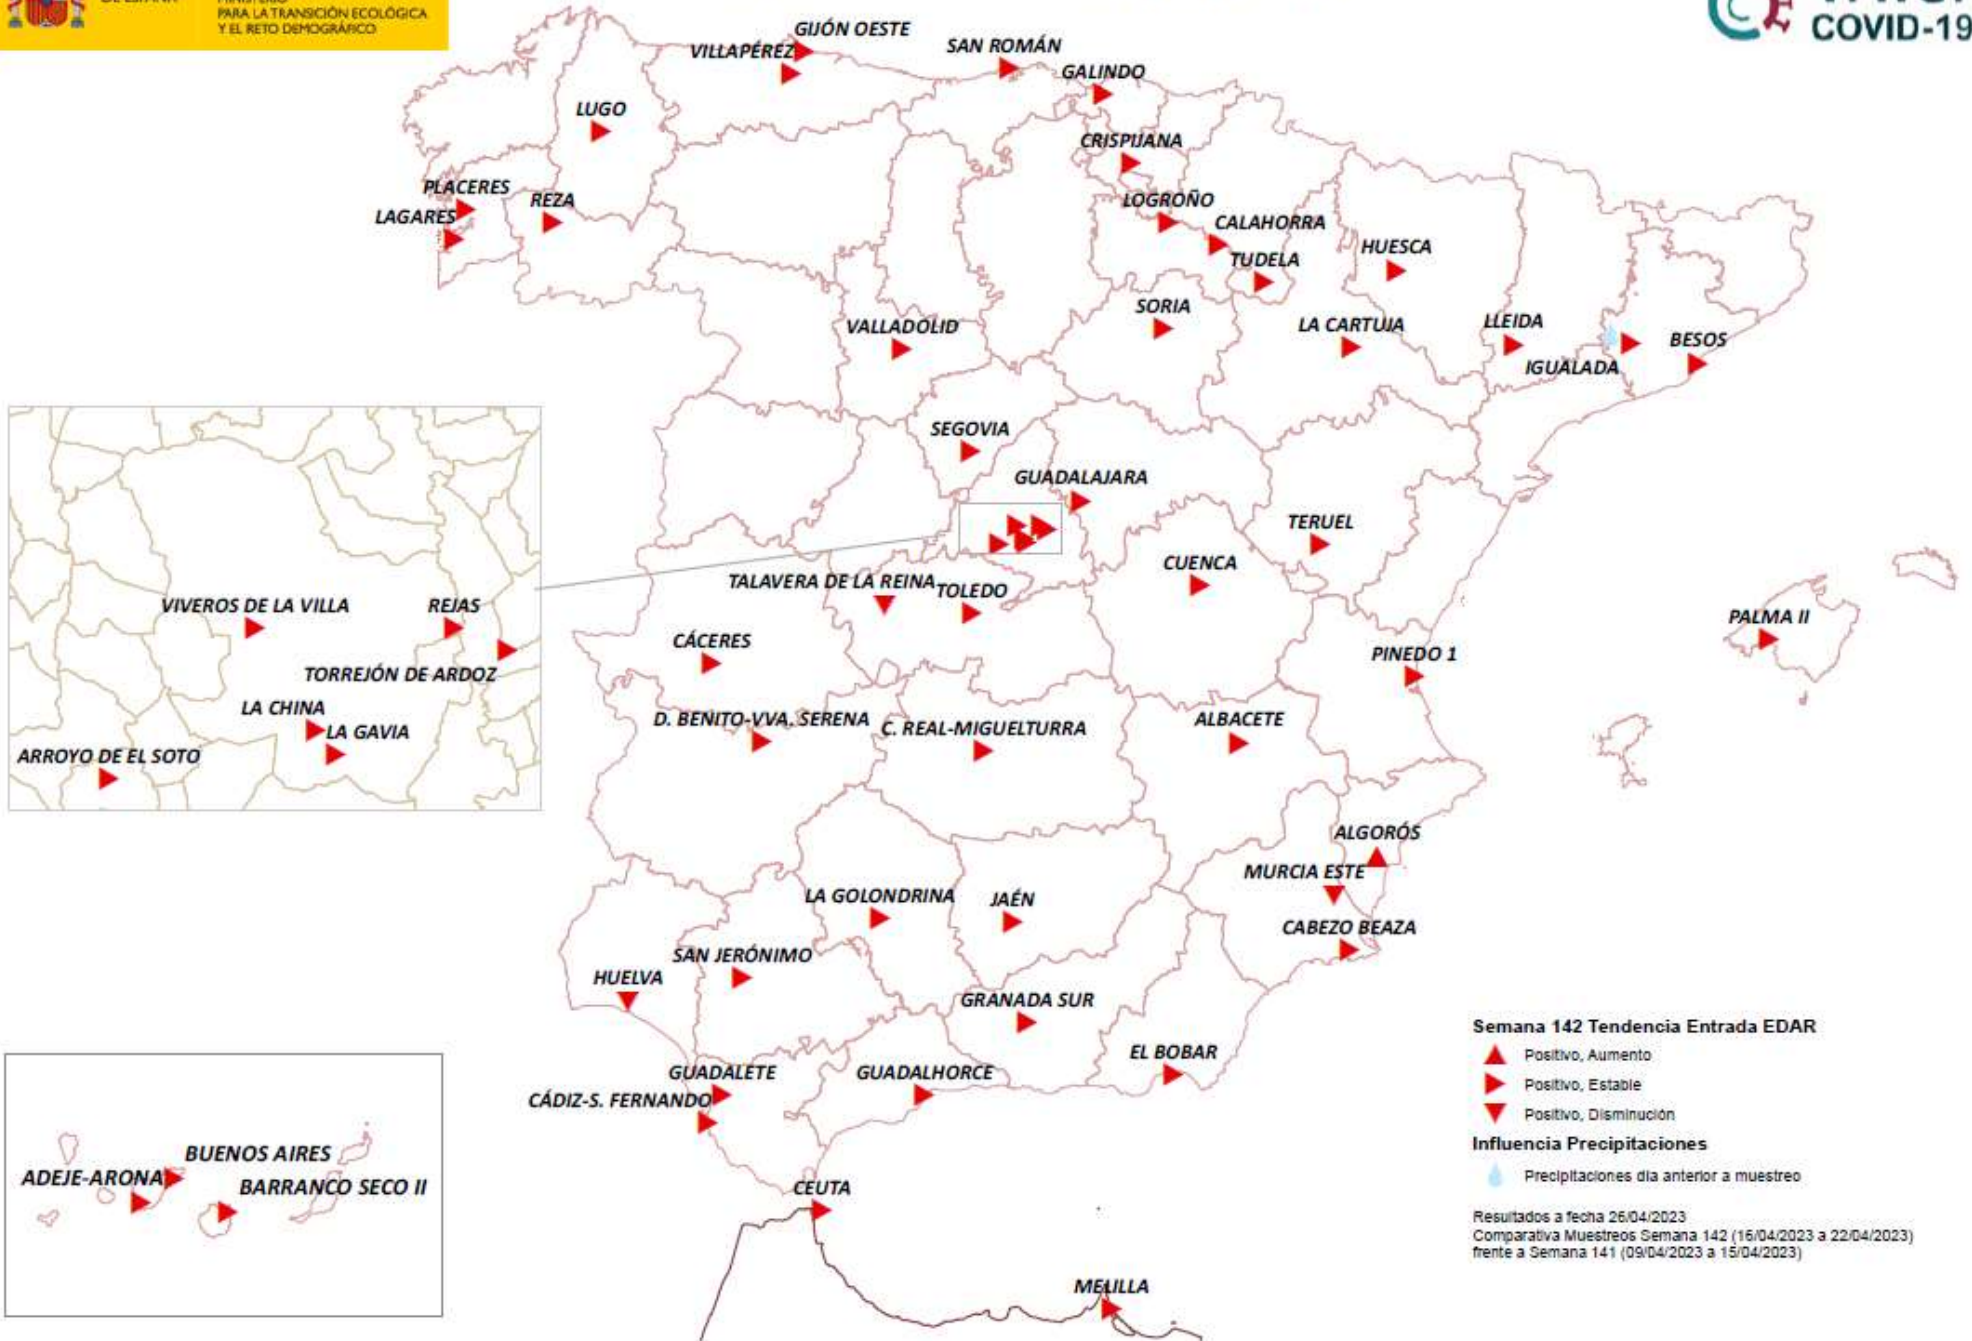 PARA LA TRANSICIÓN ECOLÓGICA
Y EL RETO DEMOGRÁFICO
COVID-19
GIJÓN OESTE
VILLAPÉREZ
SAN ROMÁN
GALINDO
LUGO
CRISPIJANA
PLACERES
REZA
LOGROÑO
LAGARES
CALAHORRA
HUESCA
TUDELA
SORIA
VALLADOLID
LA CARTUJA
LLEIDA
BESOS
IGUALADA
SEGOVIA
GUADALAJARA
TERUEL
CUENCA
TALAVERA DE LA REINA
TOLEDO
VIVEROS DE LA VILLA
REJAS
PALMA II
CÁCERES
PINEDO 1
TORREJÓN DE ARDOZ
LA CHINA
D. BENITO-VVA. SERENA
ALBACETE
C. REAL-MIGUELTURRA
LA GAVIA
ARROYO DE EL SOTO
ALGORÓS
MURCIA ESTE
LA GOLONDRINA
JAÉN
CABEZO BEAZA
SAN JERÓNIMO
HUELVA
GRANADA SUR
EL BOBAR
GUADALETE
GUADALHORCE
CÁDIZ-S. FERNANDO
BUENOS AIRES
ADEJE-ARONA
BARRANCO SECO II
CEUTA
MELILLA
Semana 142 Tendencia Entrada EDAR
Positivo, Aumento
Positivo, Estable
Positivo, Disminución
Influencia Precipitaciones
Precipitaciones día anterior a muestreo
Resultados a fecha 26/04/2023
Comparativa Muestreos Semana 142 (16/04/2023 a 22/04/2023)
frente a Semana 141 (09/04/2023 a 15/04/2023)